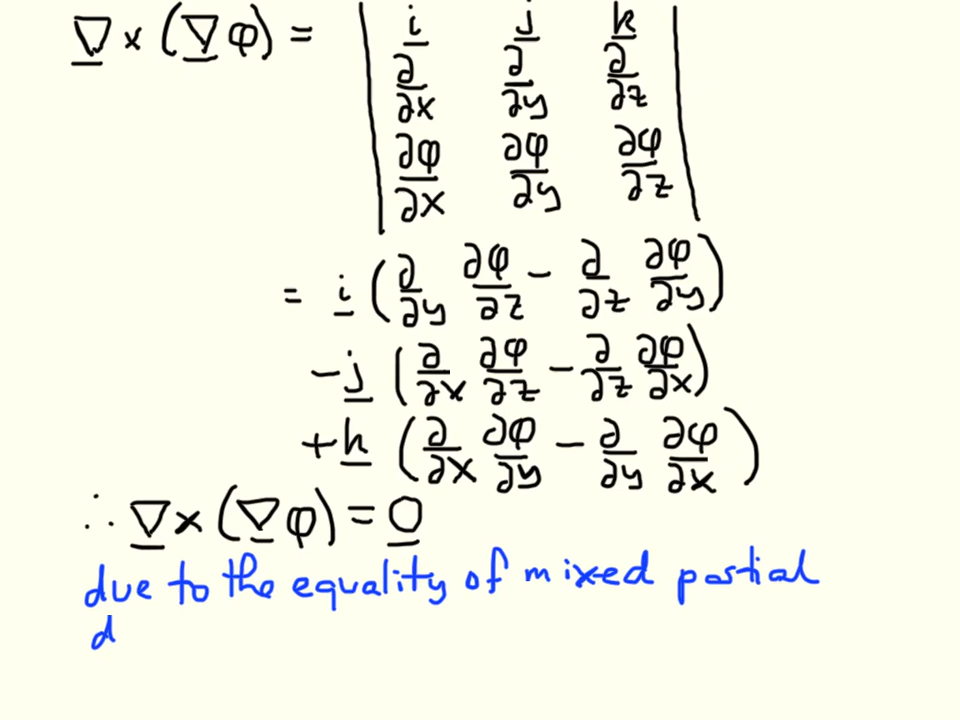 ∇ × (∇φ) = | i j k
∂/∂x ∂/∂y ∂/∂z
∂φ/∂x ∂φ/∂y ∂φ/∂z |
= i (∂/∂y ∂φ/∂z − ∂/∂z ∂φ/∂y)
−j (∂/∂x ∂φ/∂z − ∂/∂z ∂φ/∂x)
+k (∂/∂x ∂φ/∂y − ∂/∂y ∂φ/∂x)
∴ ∇ × (∇φ) = 0
due to the equality of mixed partial
d